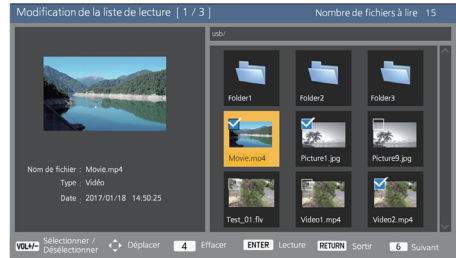 Modification de la liste de lecture [ 1 / 3 ]
Nombre de fichiers à lire 15
usb/
Folder1 Folder2 Folder3
Movie.mp4 Picture1.jpg Picture9.jpg
Test_01.flv Video1.mp4 Video2.mp4
Nom de fichier : Movie.mp4
Type : Vidéo
Date : 2017/01/18 14:50:25
VOL+/- Sélectionner / Désélectionner Déplacer 4 Effacer ENTER Lecture RETURN Sortir 6 Suivant